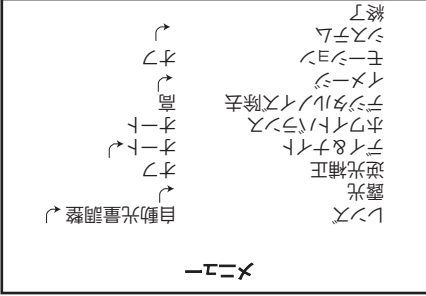 メニュー
レンズ 自動光量調整 ↲
露光 ↲
逆光補正 オフ
デイ&ナイト オート ↲
ホワイトバランス オート
デジタルノイズ除去 高
イメージ ↲
モーション オフ
システム ↲
終了